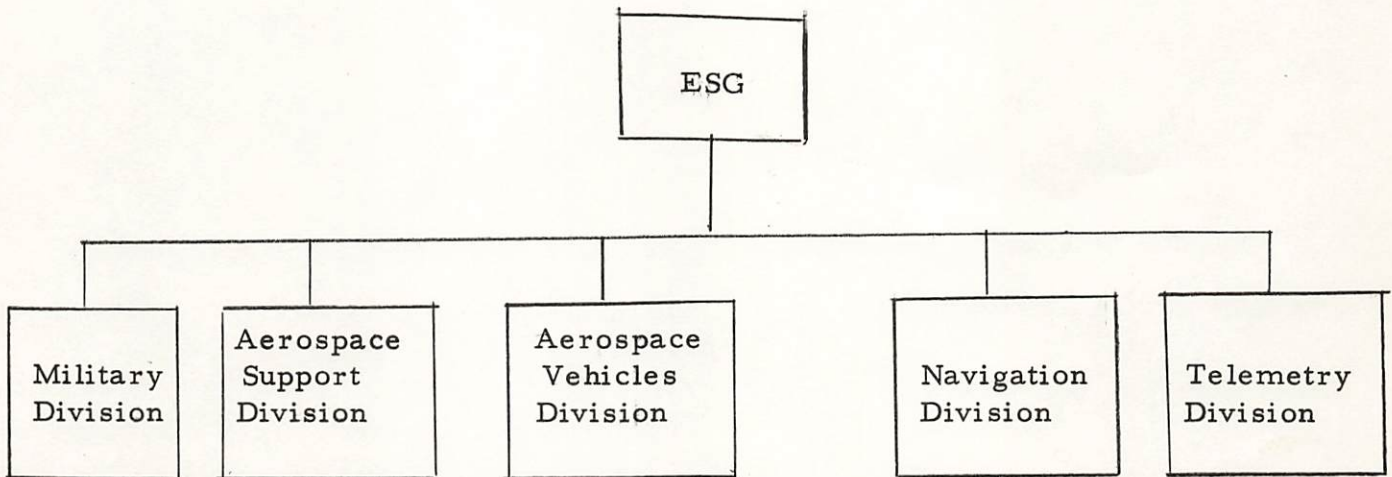 ESG
Military
Division
Aerospace
Support
Division
Aerospace
Vehicles
Division
Navigation
Division
Telemetry
Division